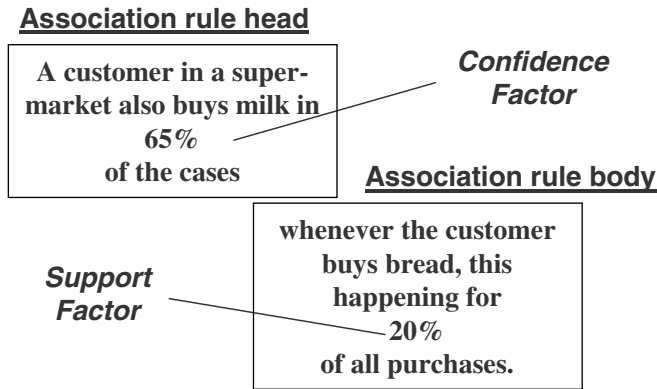 Association rule head
A customer in a super-
market also buys milk in
65%
of the cases
Confidence
Factor
Association rule body
whenever the customer
buys bread, this
happening for
20%
of all purchases.
Support
Factor